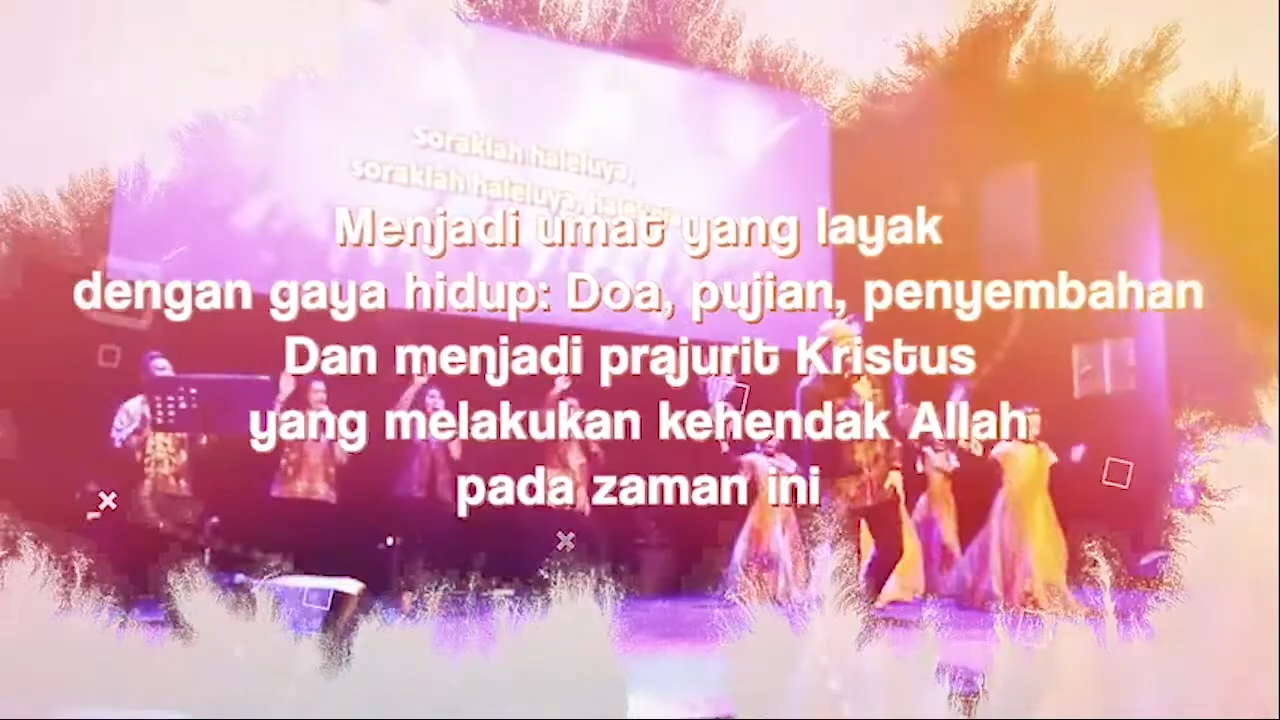 Sorakiah haleluya,
sorakiah haleluya,
Menjadi umat yang layak
dengan gaya hidup: Doa, pujian, penyembahan
Dan menjadi prajurit Kristus
yang melakukan kehendak Allah
pada zaman ini